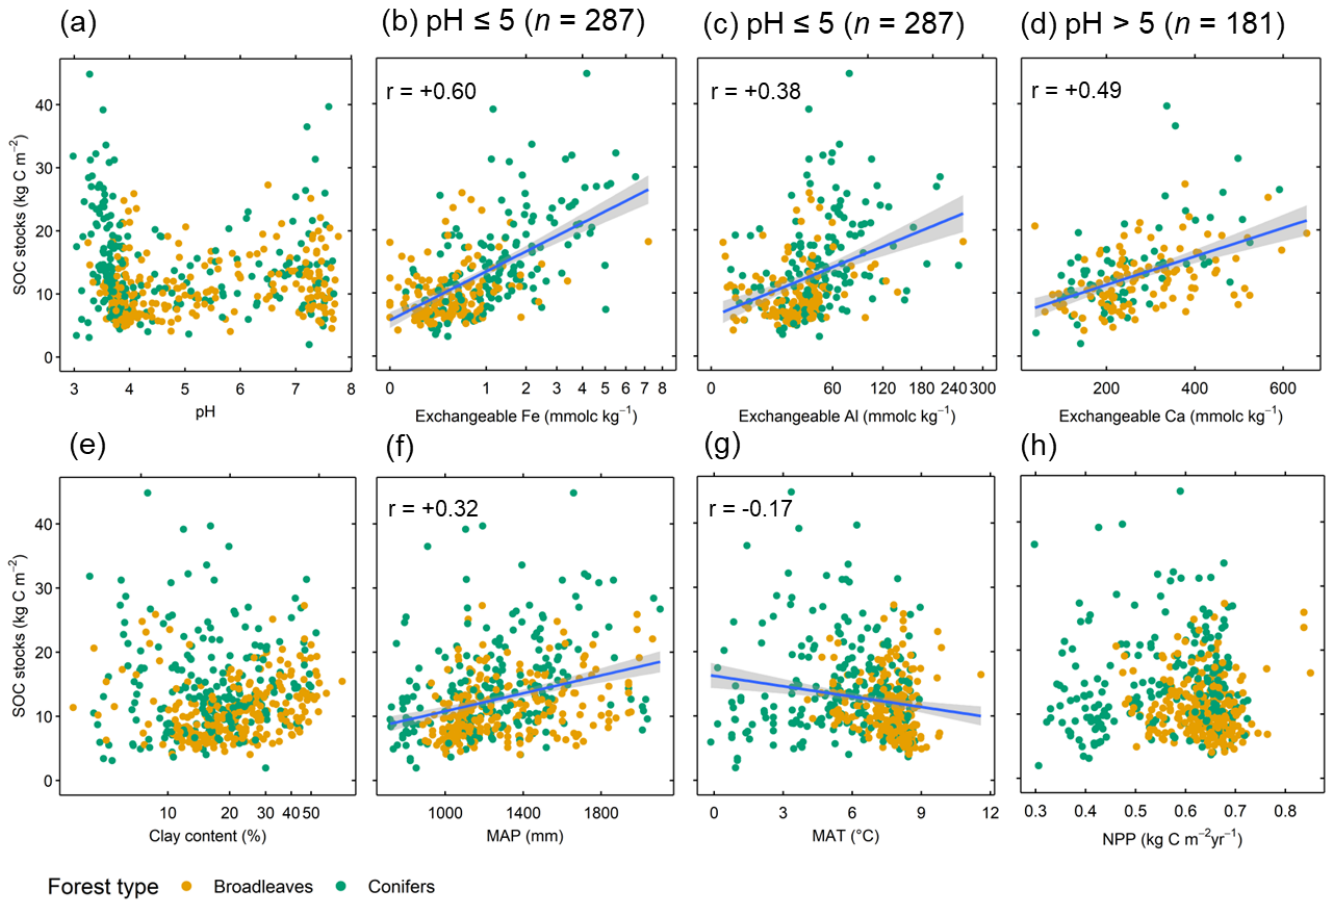 (a)
(b) pH ≤ 5 (n = 287)
(c) pH ≤ 5 (n = 287)
(d) pH > 5 (n = 181)
SOC stocks (kg C m⁻²)
40
30
20
10
0
r = +0.60
r = +0.38
r = +0.49
3 4 5 6 7 8
0 1 2 3 4 5 6 7 8
0 60 120 180 240 300
200 400 600
pH
Exchangeable Fe (mmolc kg⁻¹)
Exchangeable Al (mmolc kg⁻¹)
Exchangeable Ca (mmolc kg⁻¹)
(e)
(f)
(g)
(h)
SOC stocks (kg C m⁻²)
40
30
20
10
0
r = +0.32
r = -0.17
10 20 30 40 50
1000 1400 1800
0 3 6 9 12
0.3 0.4 0.5 0.6 0.7 0.8
Clay content (%)
MAP (mm)
MAT (°C)
NPP (kg C m⁻²yr⁻¹)
Forest type Broadleaves Conifers